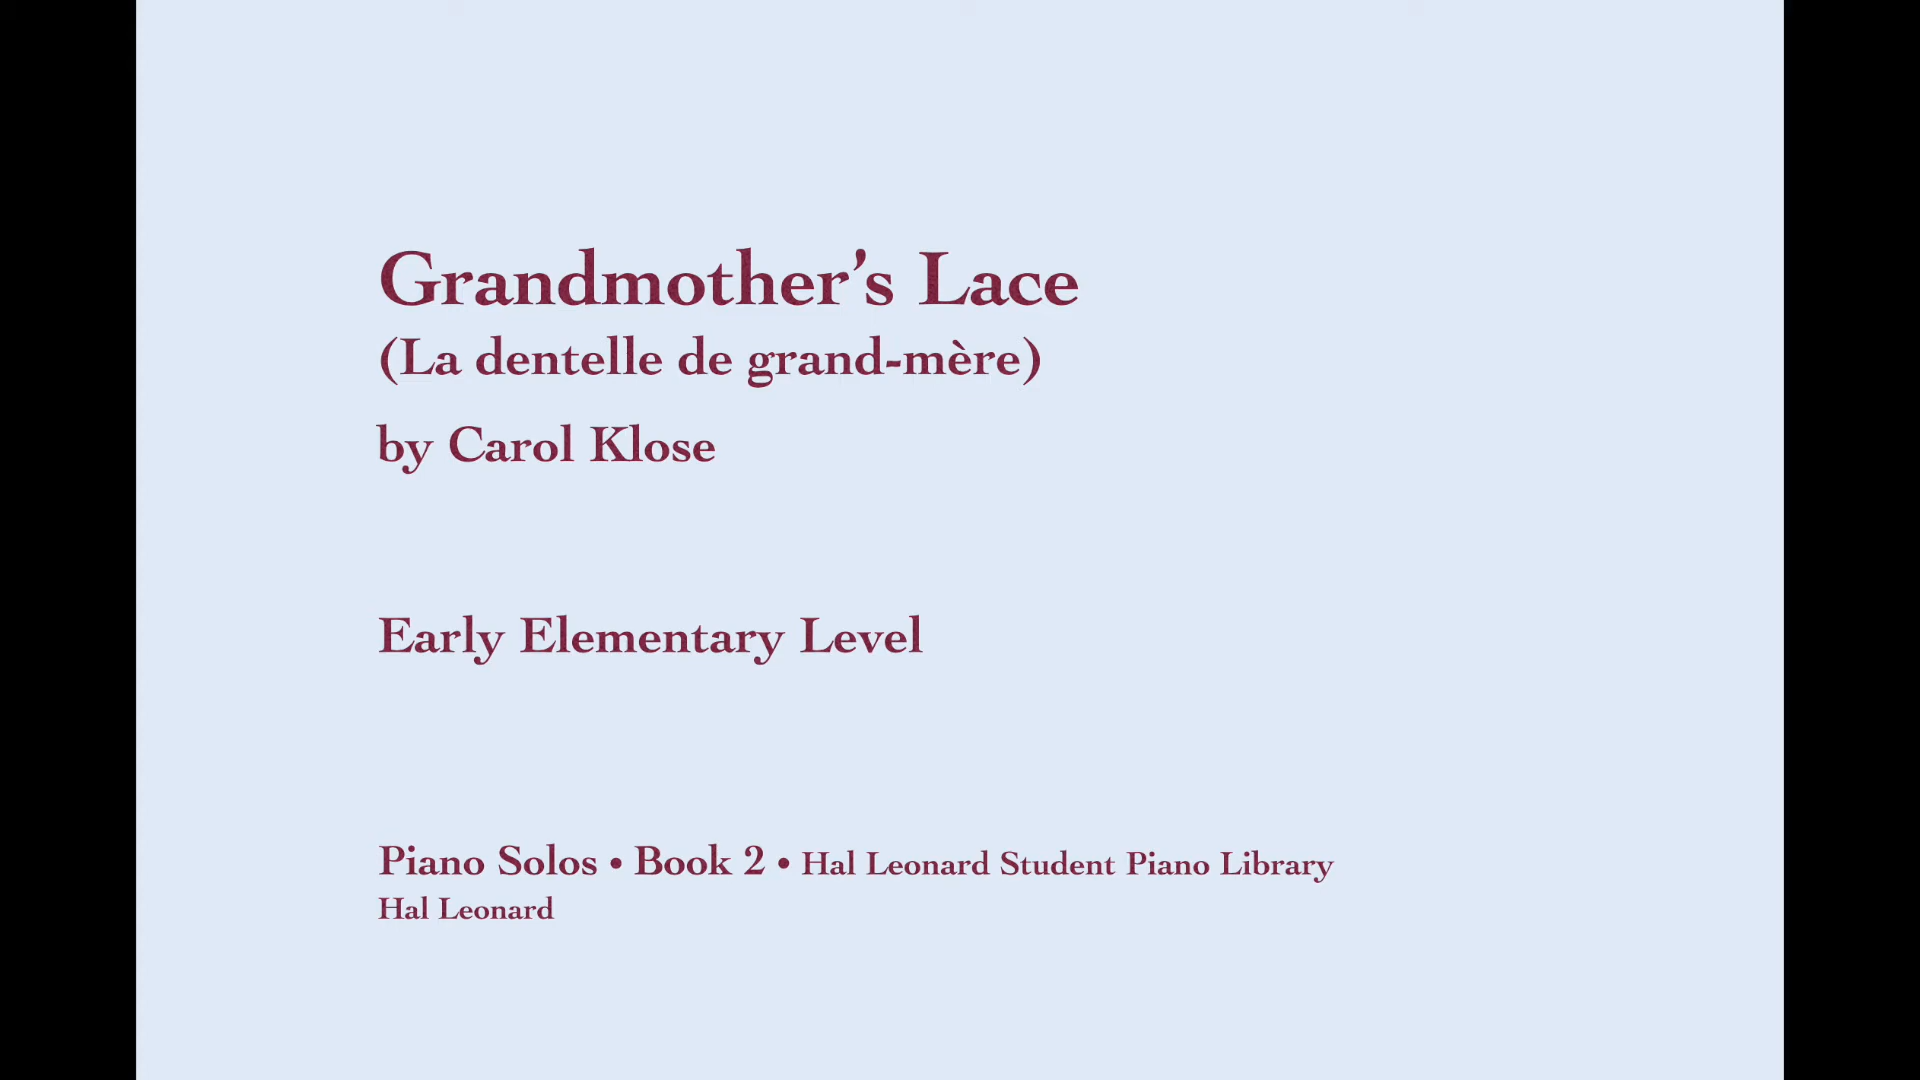 Grandmother’s Lace
(La dentelle de grand-mère)
by Carol Klose
Early Elementary Level
Piano Solos • Book 2 • Hal Leonard Student Piano Library
Hal Leonard